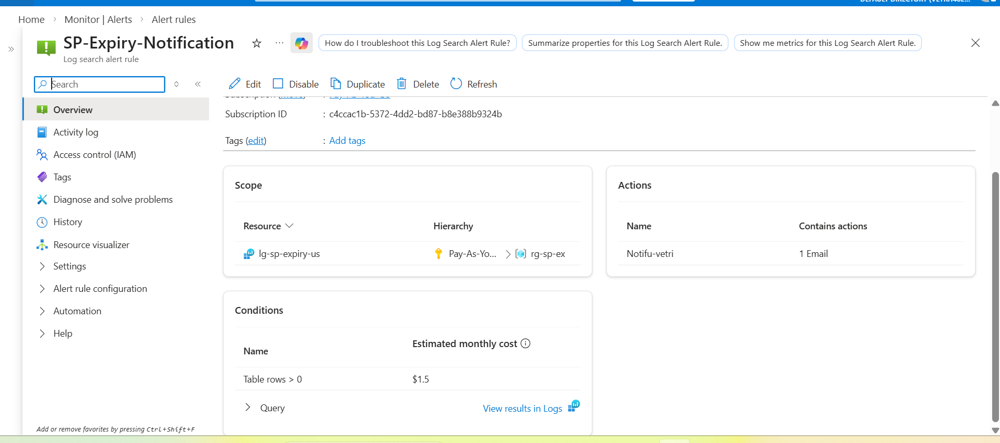 Home > Monitor | Alerts > Alert rules
SP-Expiry-Notification
Log search alert rule
How do I troubleshoot this Log Search Alert Rule?
Summarize properties for this Log Search Alert Rule.
Show me metrics for this Log Search Alert Rule.
Search
Edit
Disable
Duplicate
Delete
Refresh
Overview
Activity log
Access control (IAM)
Tags
Diagnose and solve problems
History
Resource visualizer
Settings
Alert rule configuration
Automation
Help
Add or remove favorites by pressing Ctrl+Shift+F
Subscription (move) : Pay-As-You-Go
Subscription ID : c4ccac1b-5372-4dd2-bd87-b8e388b9324b
Tags (edit) : Add tags
Scope
Resource Hierarchy
lg-sp-expiry-us Pay-As-Yo... > rg-sp-ex
Actions
Name Contains actions
Notifu-vetri 1 Email
Conditions
Name Estimated monthly cost
Table rows > 0 $1.5
Query View results in Logs